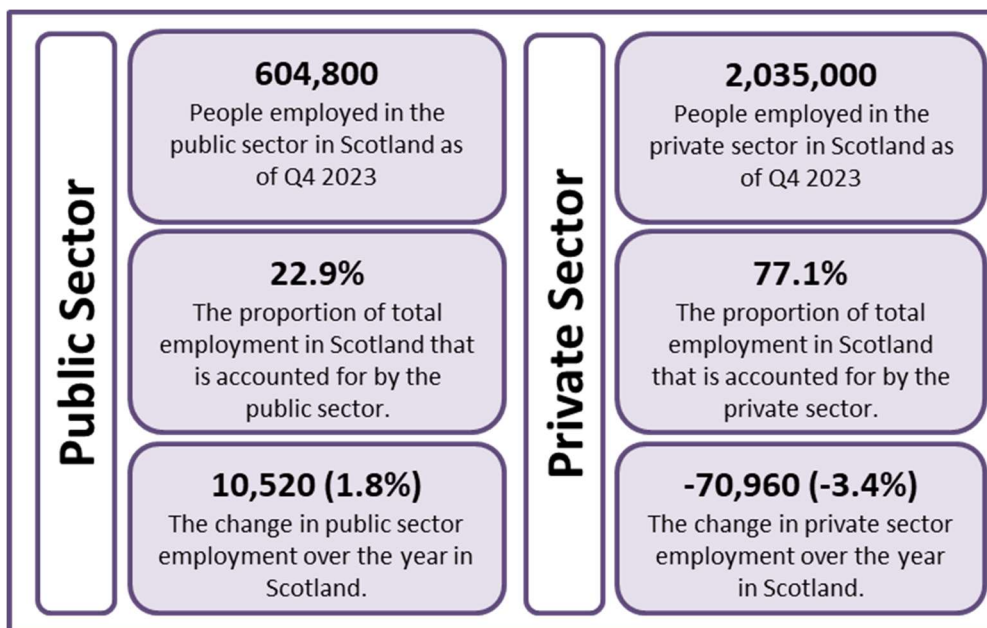 Public Sector
604,800
People employed in the
public sector in Scotland as
of Q4 2023
22.9%
The proportion of total
employment in Scotland that
is accounted for by the
public sector.
10,520 (1.8%)
The change in public sector
employment over the year in
Scotland.
Private Sector
2,035,000
People employed in the
private sector in Scotland as
of Q4 2023
77.1%
The proportion of total
employment in Scotland
that is accounted for by the
private sector.
-70,960 (-3.4%)
The change in private sector
employment over the year
in Scotland.